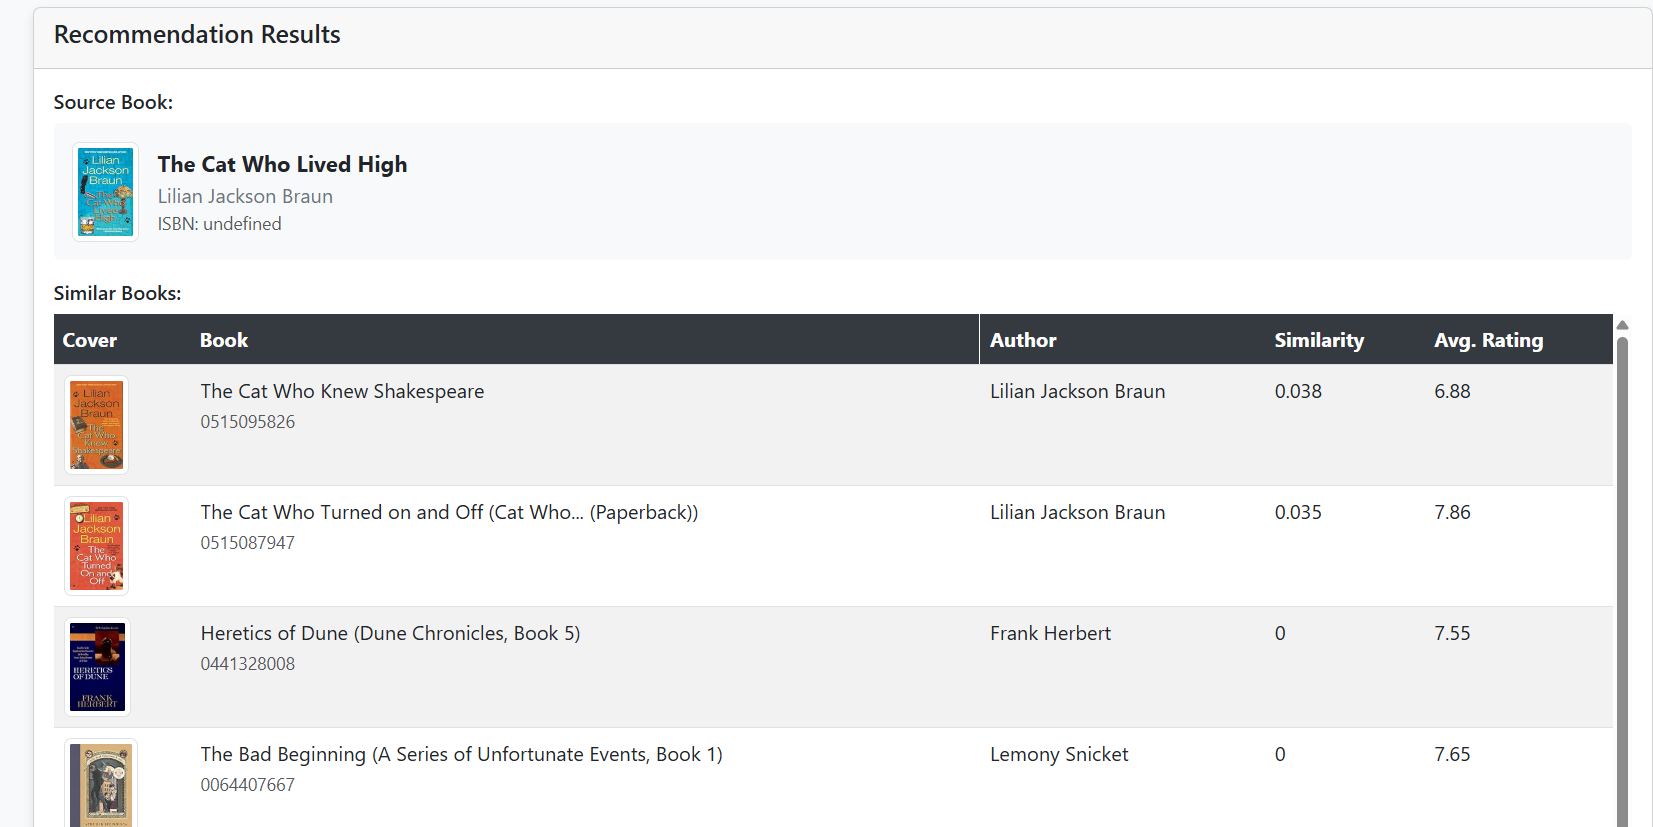 Recommendation Results
Source Book:
Lilian
Jackson
Braun
The
Cat Who
Lived
High
The Cat Who Lived High
Lilian Jackson Braun
ISBN: undefined
Similar Books:
Cover Book Author Similarity Avg. Rating
Lilian
Jackson
Braun
The
Cat Who
Knew
Shakespeare
The Cat Who Knew Shakespeare Lilian Jackson Braun 0.038 6.88
0515095826
Lilian
Jackson
Braun
The
Cat Who
Turned
On and
Off
The Cat Who Turned on and Off (Cat Who... (Paperback)) Lilian Jackson Braun 0.035 7.86
0515087947
HERETICS
OF DUNE
FRANK
HERBERT
Heretics of Dune (Dune Chronicles, Book 5) Frank Herbert 0 7.55
0441328008
The Bad Beginning (A Series of Unfortunate Events, Book 1) Lemony Snicket 0 7.65
0064407667